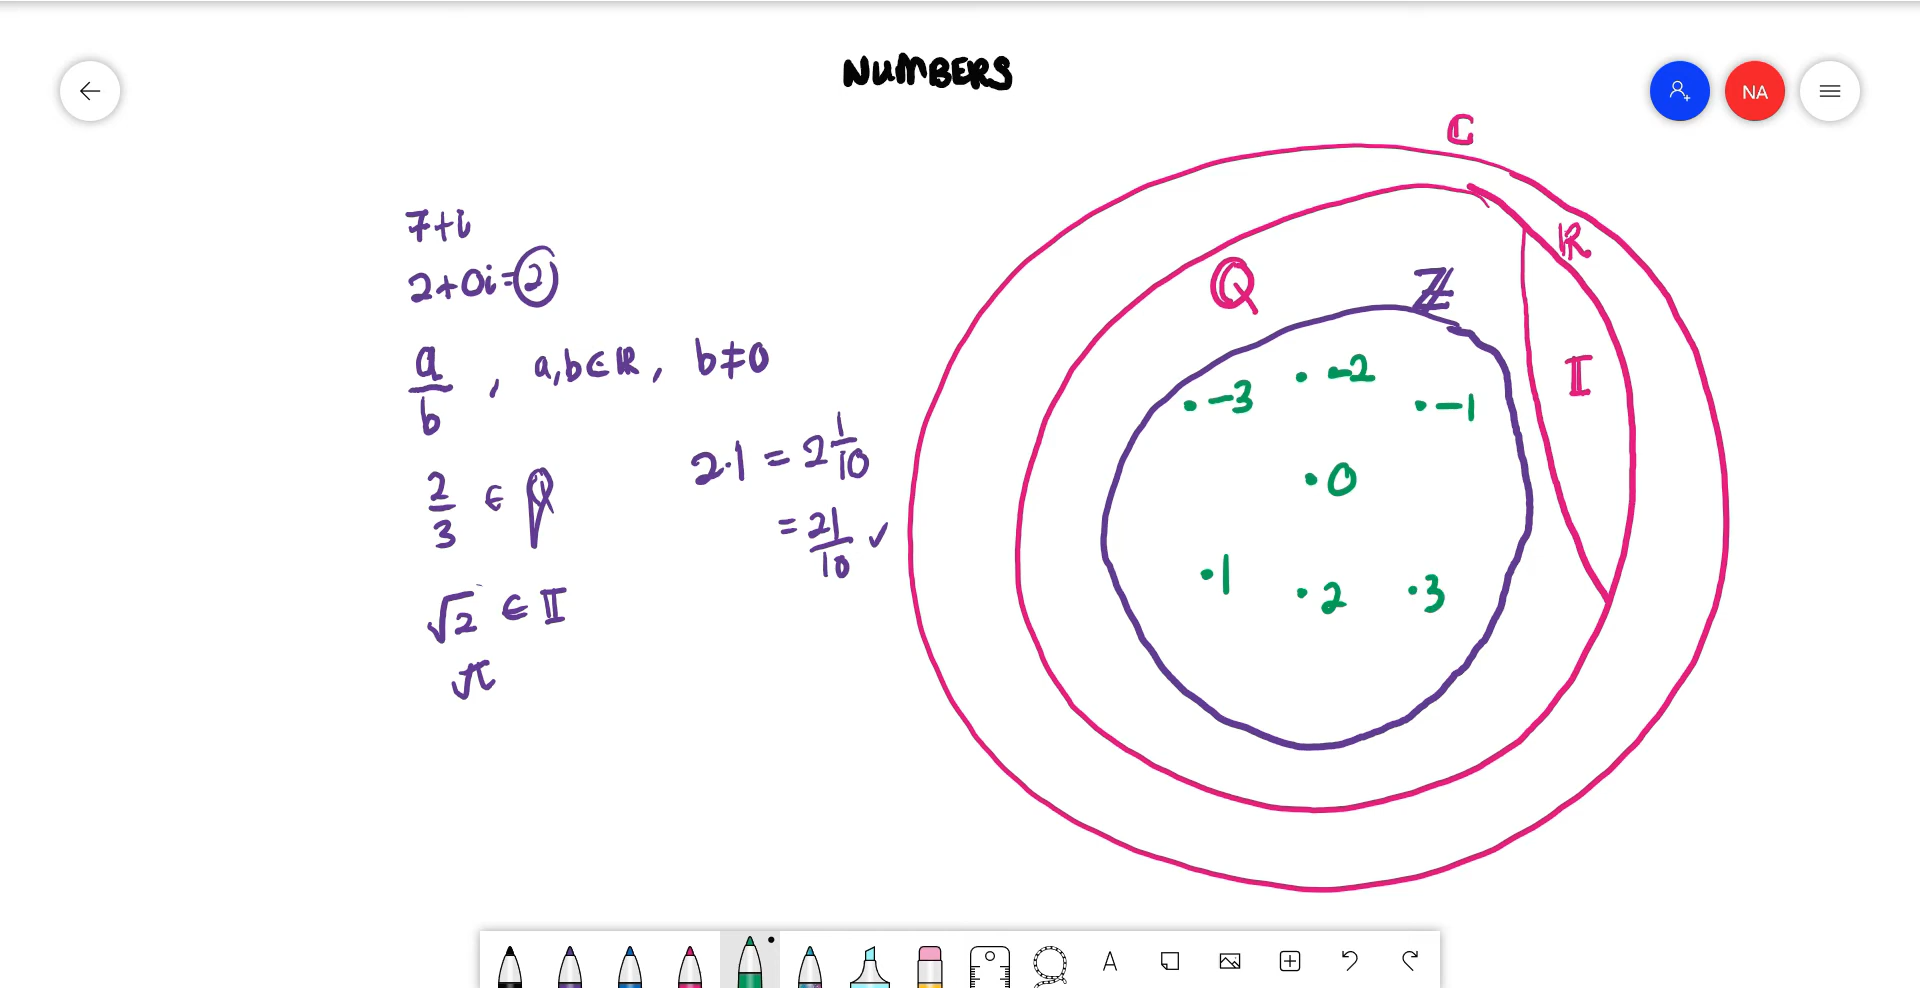 NUMBERS
NA
7+i
2+0i=2
a/b , a,b∈ℝ, b≠0
2/3 ∈ ℚ
2·1 = 2 1/10
= 21/10 ✓
√2 ∈ 𝕀
π
ℂ
ℝ
ℚ
ℤ
𝕀
·-3
·-2
·-1
·0
·1
·2
·3
A